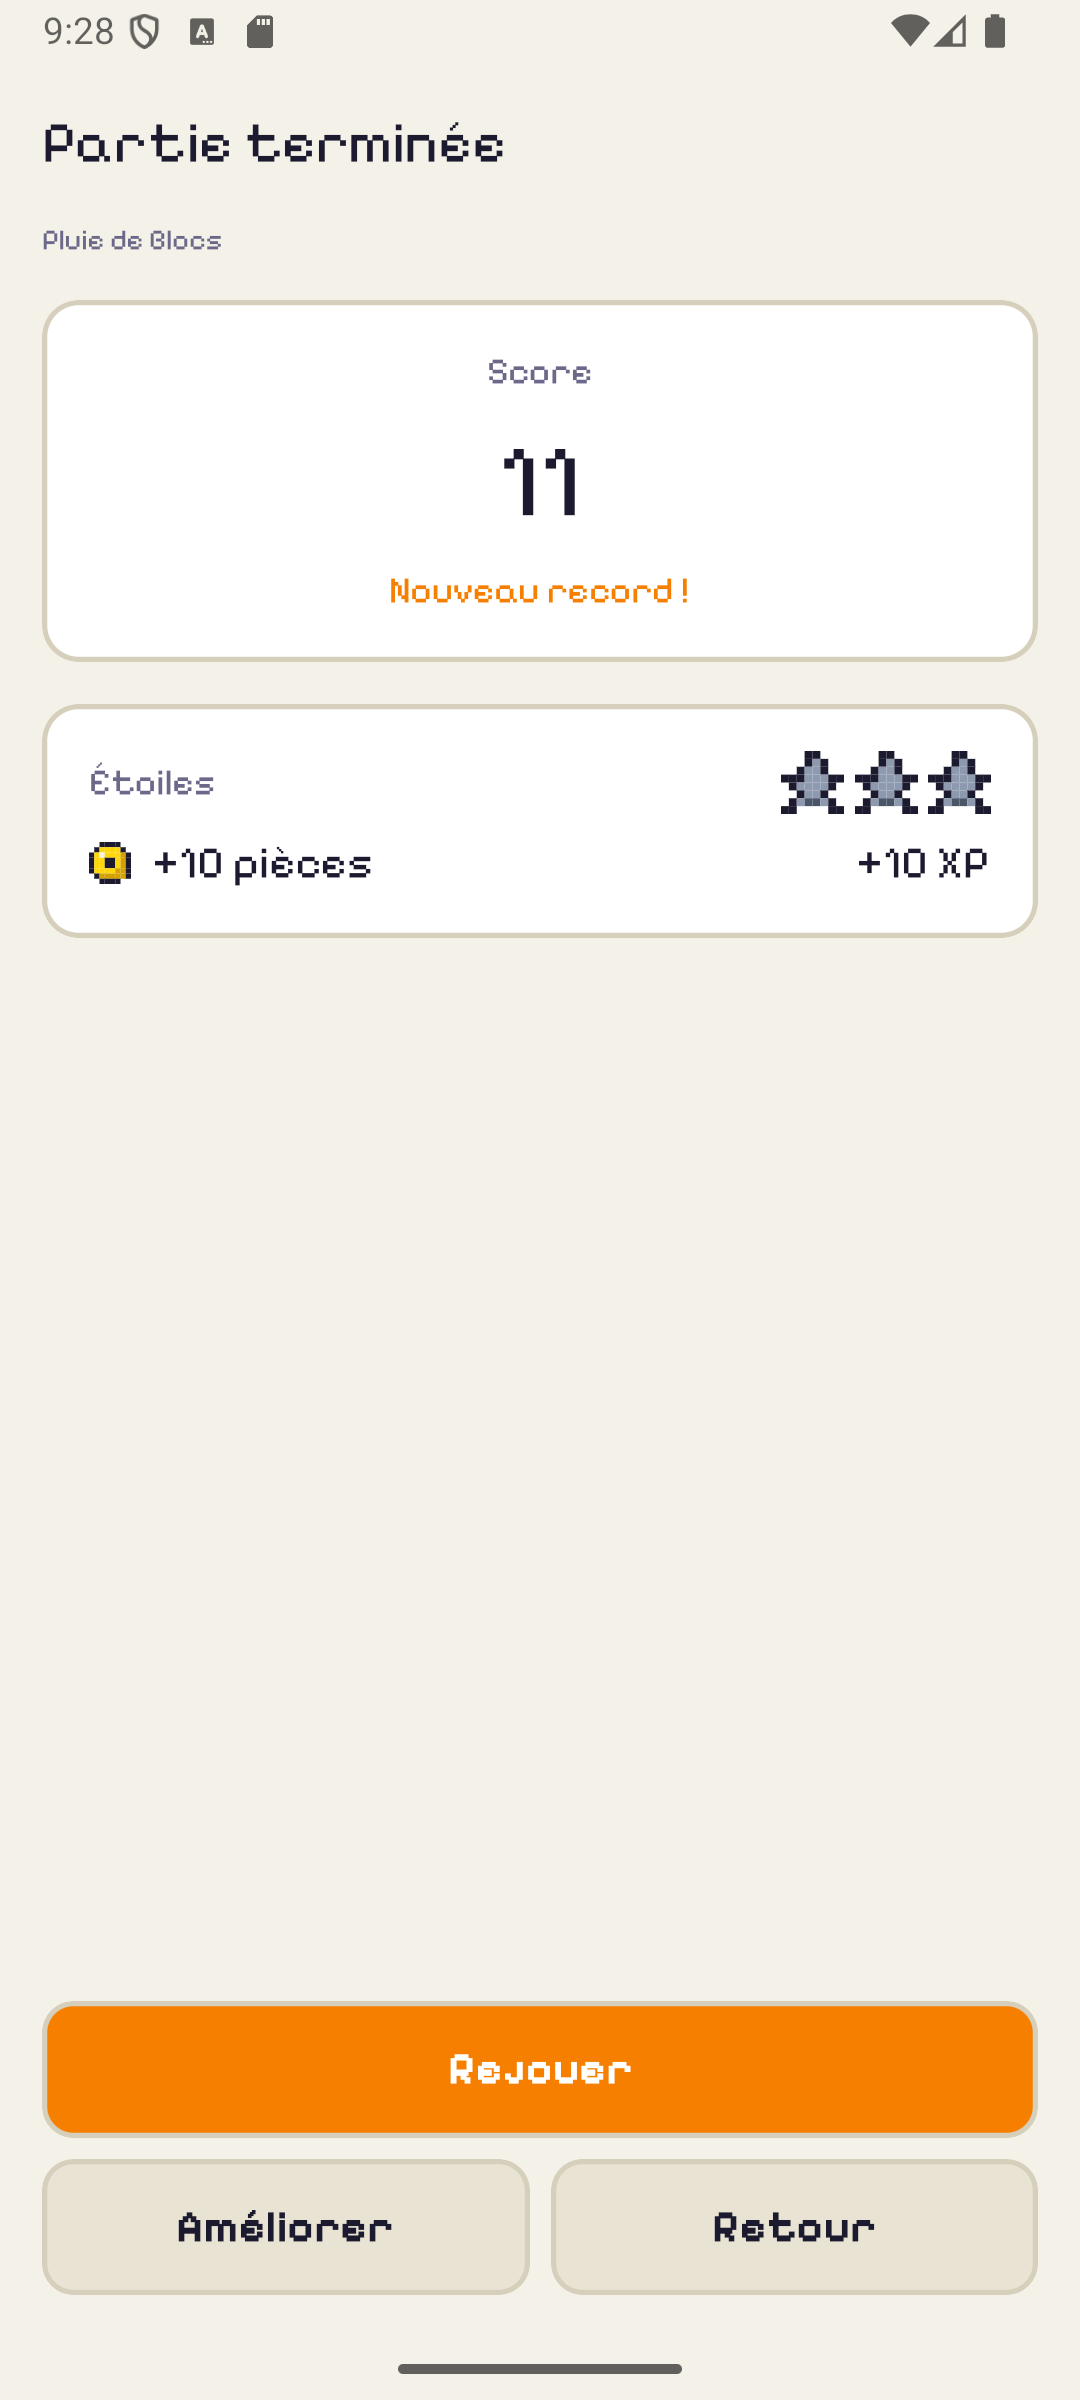 9:28
Partie terminée
Pluie de Blocs
Score
11
Nouveau record !
Étoiles
+10 pièces
+10 XP
Rejouer
Améliorer
Retour